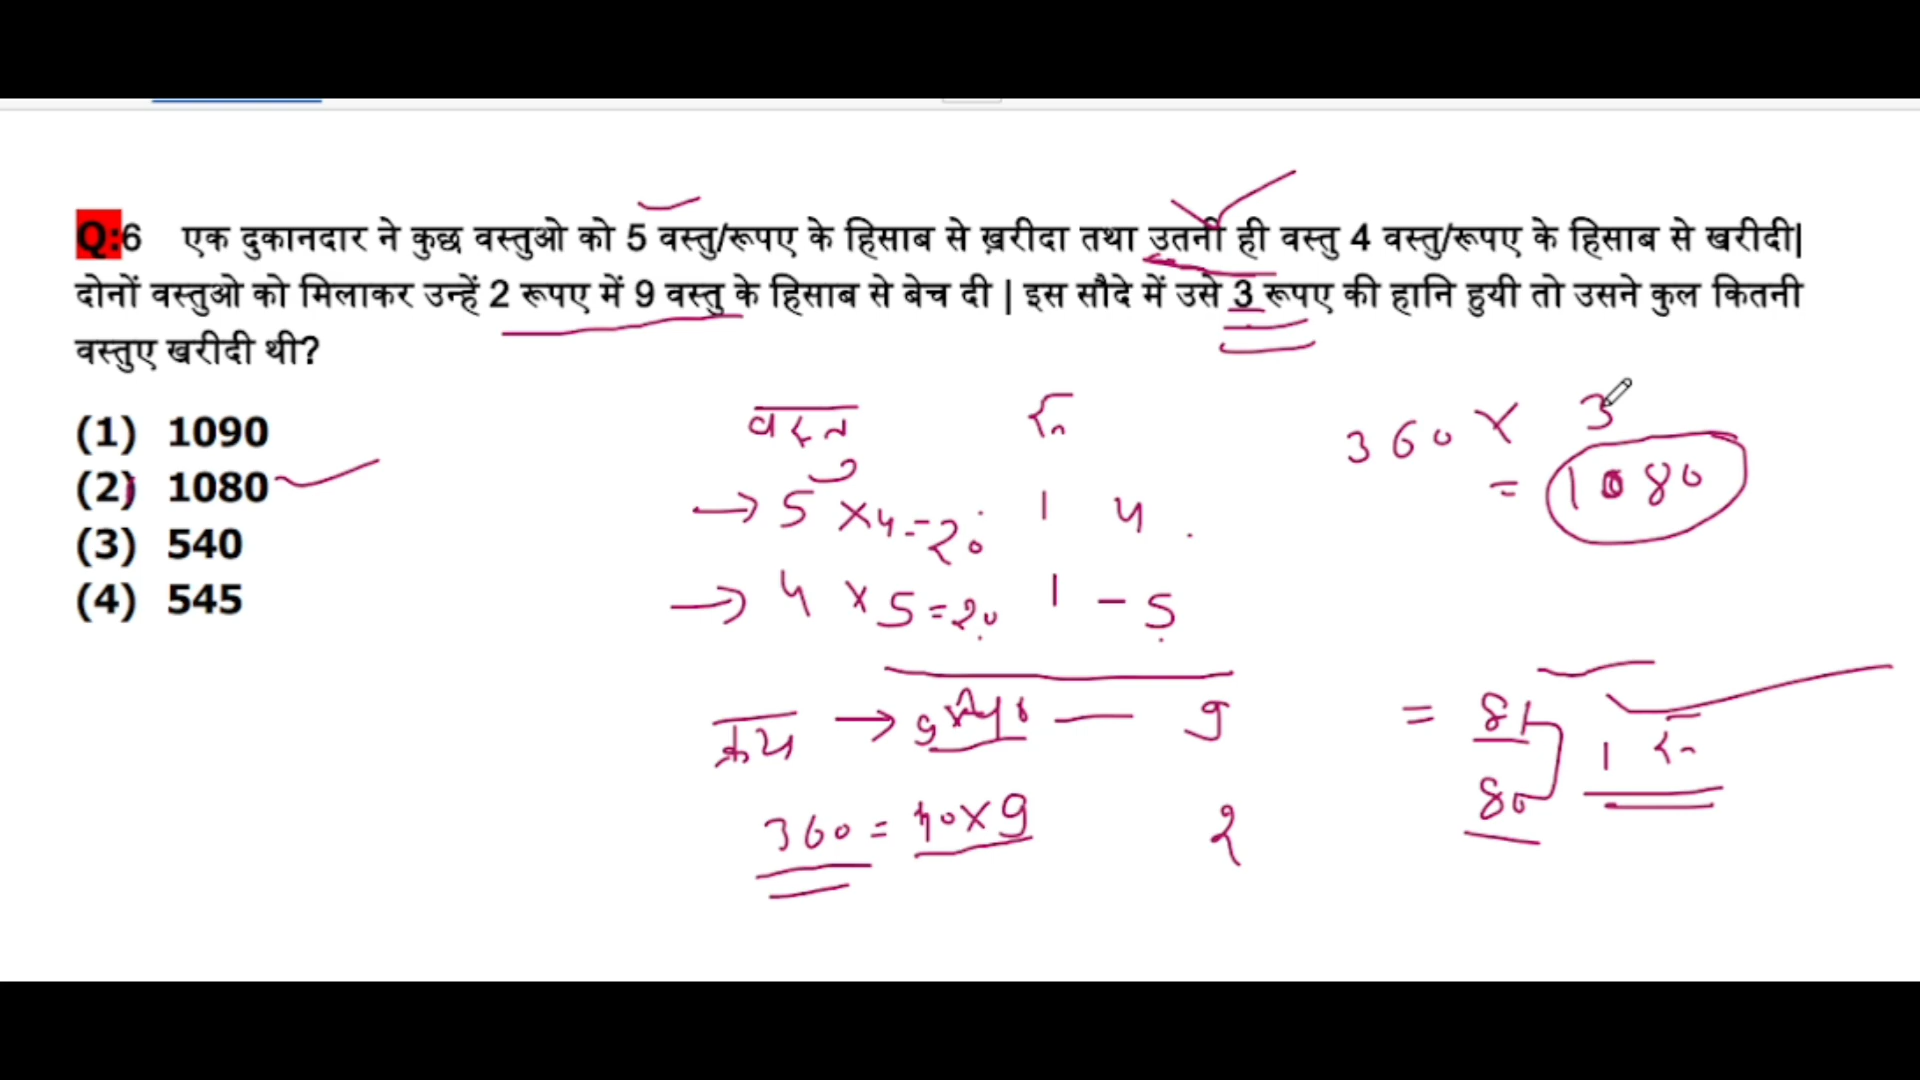 Q:6 एक दुकानदार ने कुछ वस्तुओ को 5 वस्तु/रूपए के हिसाब से ख़रीदा तथा उतनी ही वस्तु 4 वस्तु/रूपए के हिसाब से खरीदी|
दोनों वस्तुओ को मिलाकर उन्हें 2 रूपए में 9 वस्तु के हिसाब से बेच दी | इस सौदे में उसे 3 रूपए की हानि हुयी तो उसने कुल कितनी
वस्तुए खरीदी थी?
(1) 1090
(2) 1080
(3) 540
(4) 545
वस्तु रु
360 × 3
= 1080
→ 5 ×4=20 1 4
→ 4 ×5=20 1 - 5
क्रय → — 9 = 81
1 रु
360 = 40×9 2 80